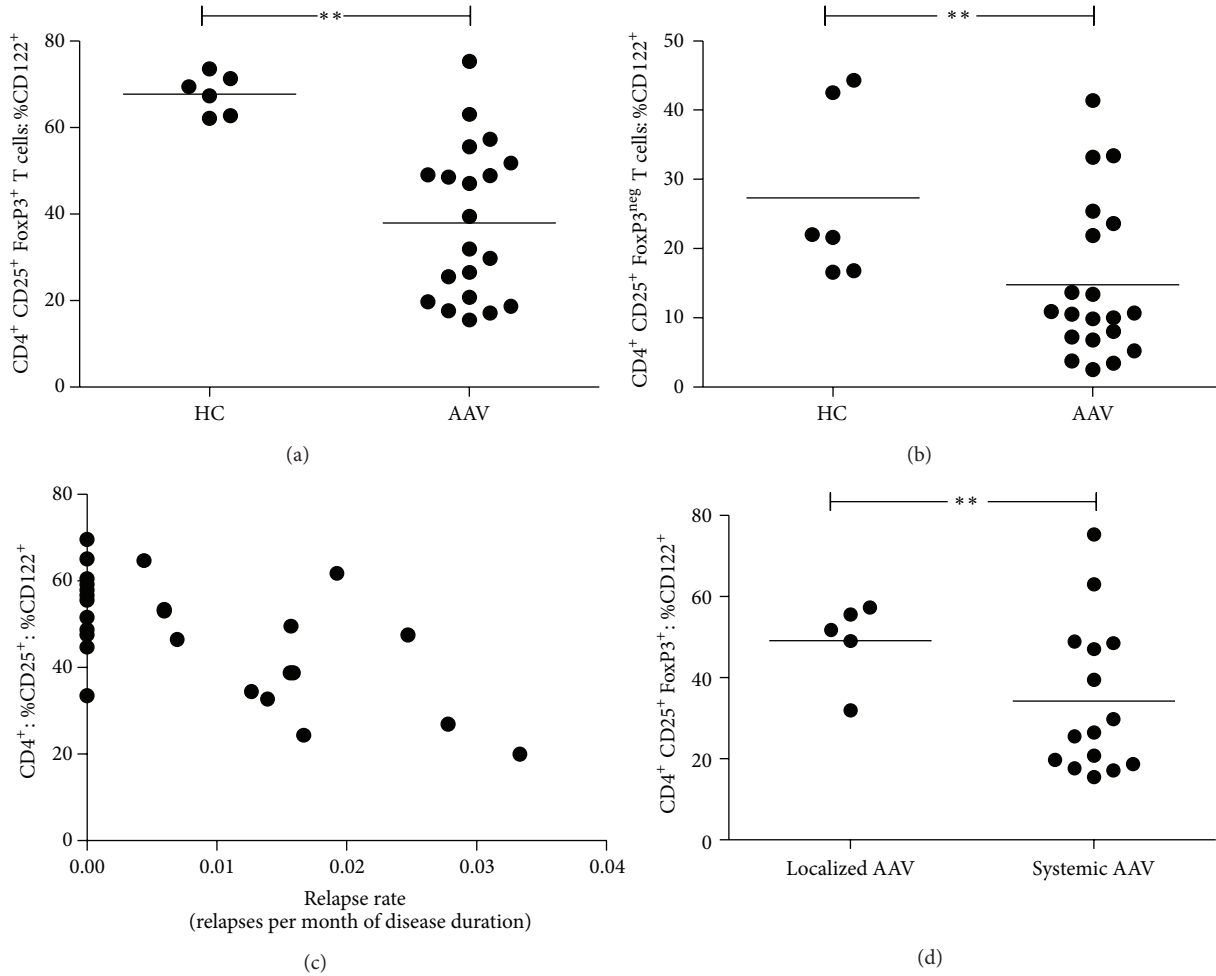 **
CD4+ CD25+ FoxP3+ T cells: %CD122+
80
60
40
20
0
HC
AAV
(a)
**
CD4+ CD25+ FoxP3neg T cells: %CD122+
50
40
30
20
10
0
HC
AAV
(b)
CD4+: %CD25+: %CD122+
80
60
40
20
0
0.00
0.01
0.02
0.03
0.04
Relapse rate
(relapses per month of disease duration)
(c)
**
CD4+ CD25+ FoxP3+: %CD122+
80
60
40
20
0
Localized AAV
Systemic AAV
(d)